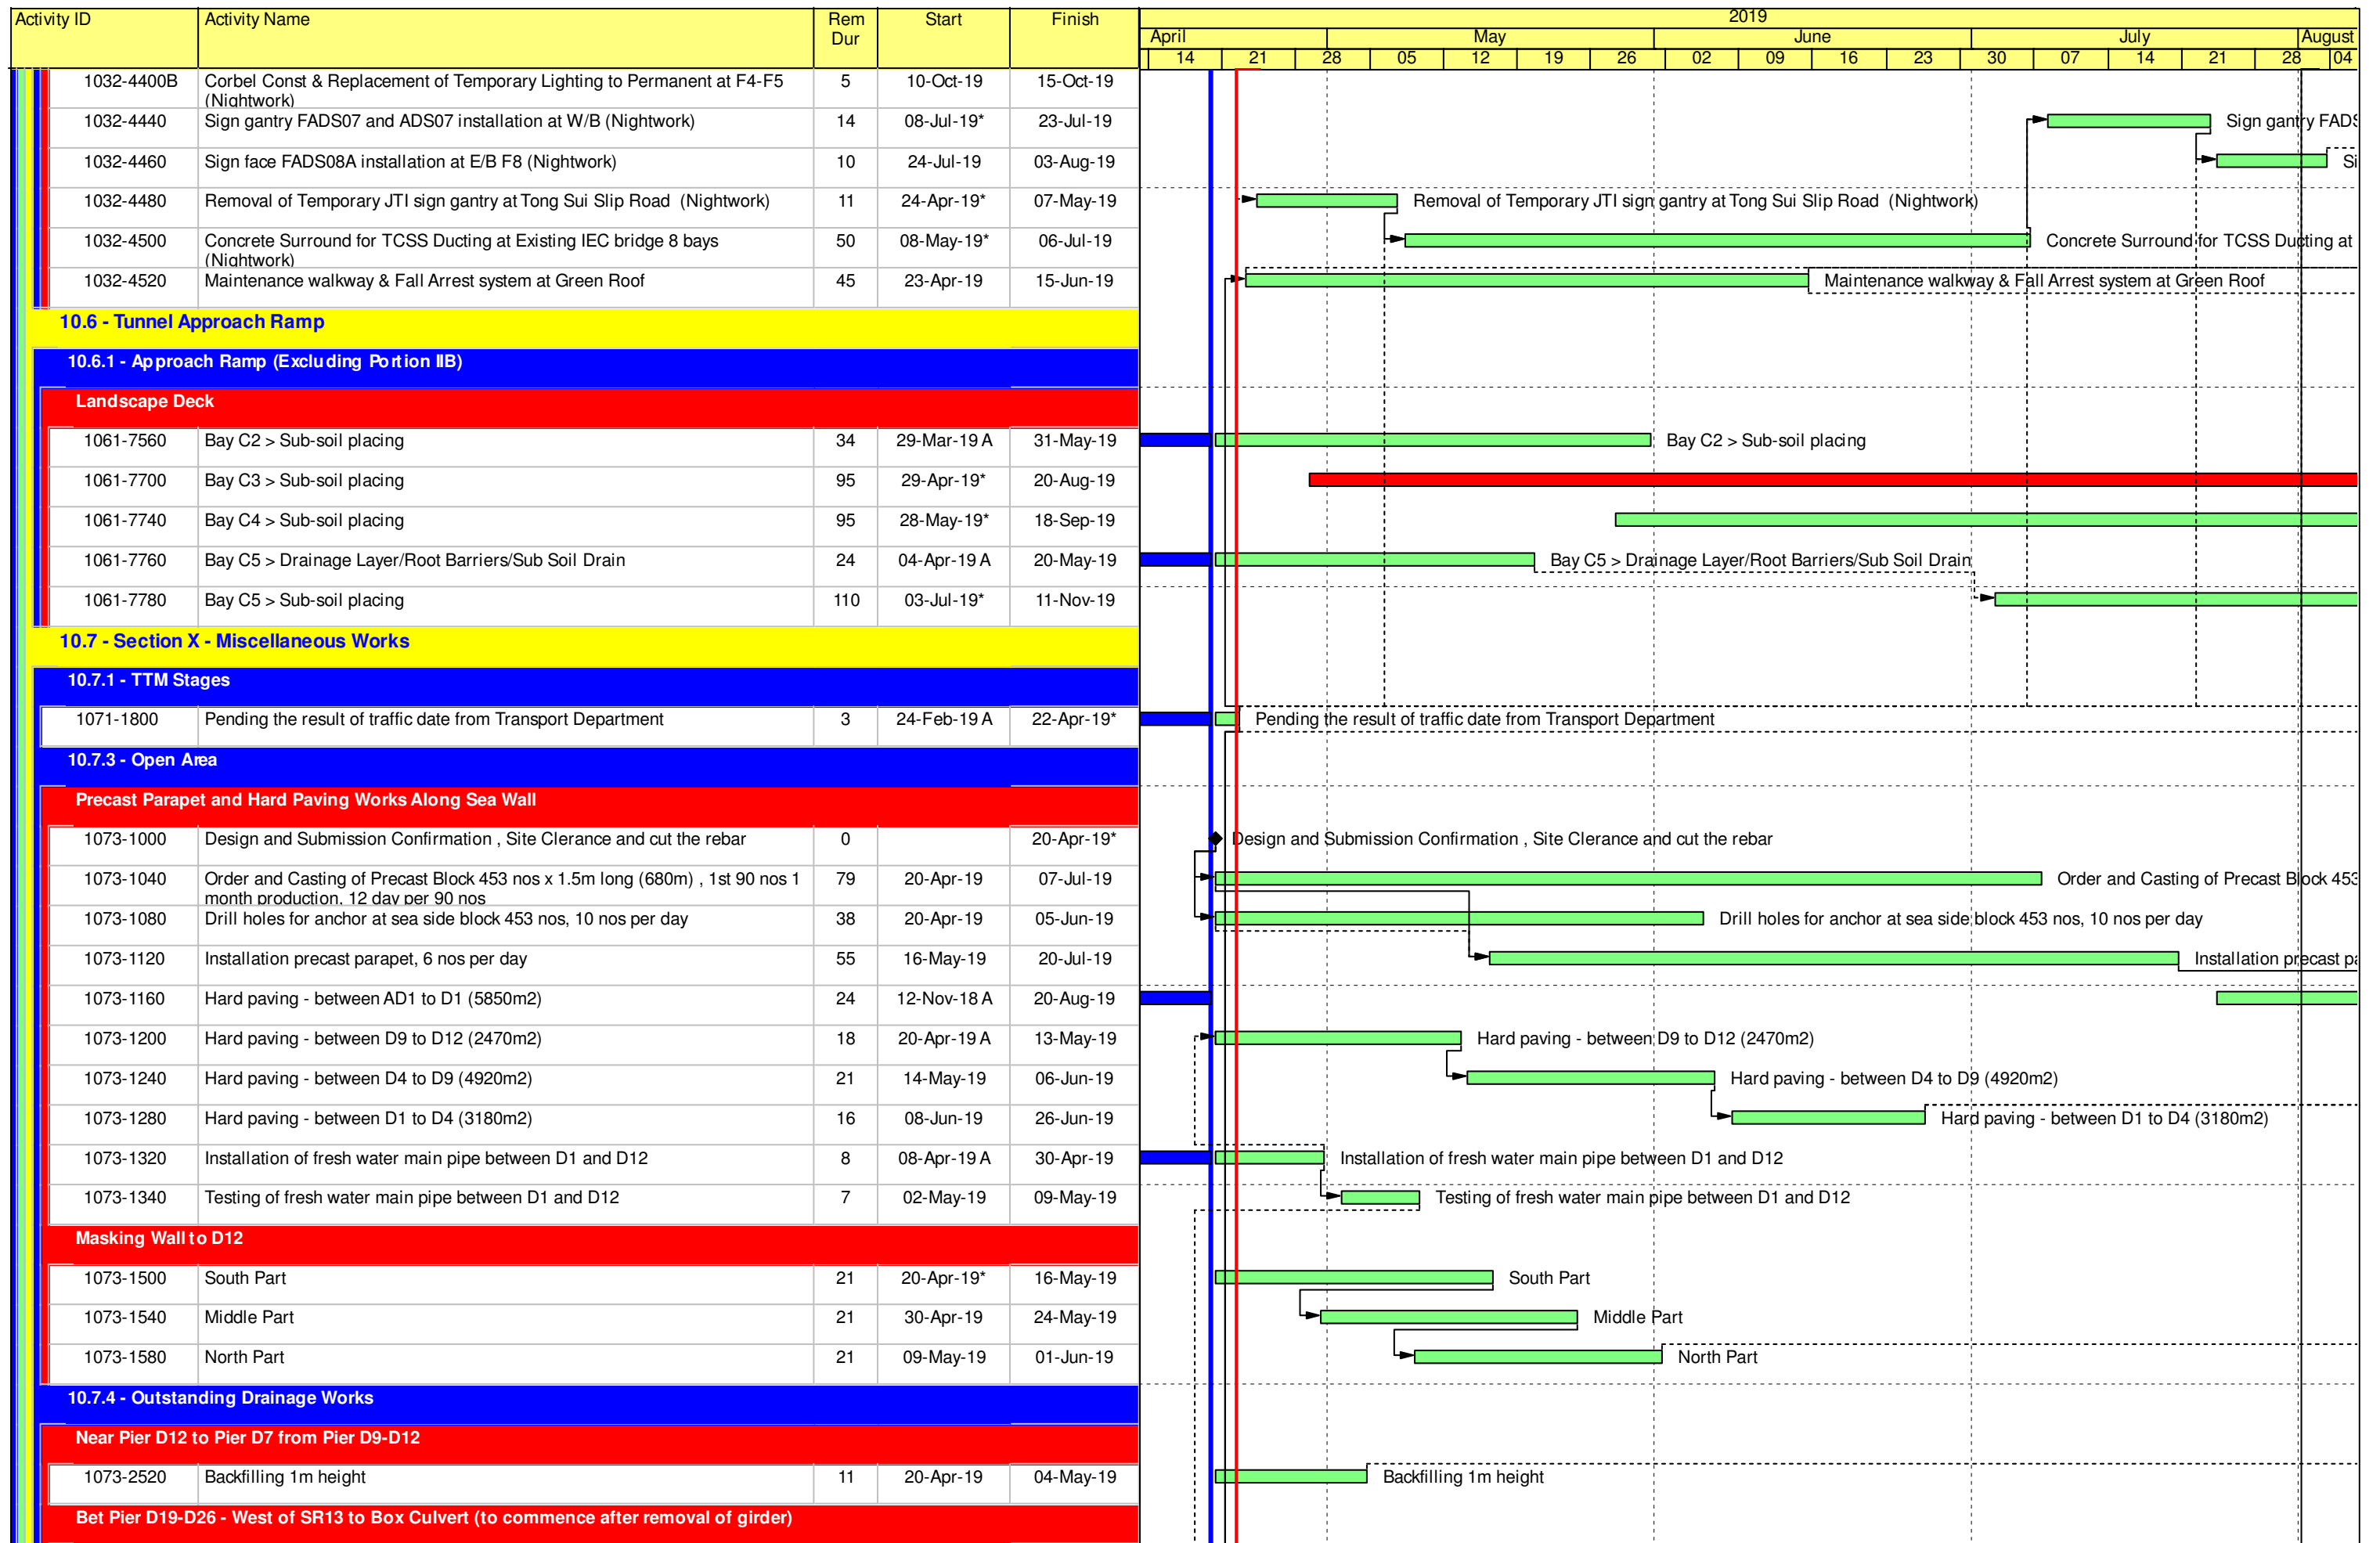 Activity ID Activity Name Rem Dur Start Finish 2019
April May June July August
14 21 28 05 12 19 26 02 09 16 23 30 07 14 21 28 04
1032-4400B Corbel Const & Replacement of Temporary Lighting to Permanent at F4-F5 5 10-Oct-19 15-Oct-19
(Nightwork)
1032-4440 Sign gantry FADS07 and ADS07 installation at W/B (Nightwork) 14 08-Jul-19* 23-Jul-19 Sign gantry FADS
1032-4460 Sign face FADS08A installation at E/B F8 (Nightwork) 10 24-Jul-19 03-Aug-19 Si
1032-4480 Removal of Temporary JTI sign gantry at Tong Sui Slip Road (Nightwork) 11 24-Apr-19* 07-May-19 Removal of Temporary JTI sign gantry at Tong Sui Slip Road (Nightwork)
1032-4500 Concrete Surround for TCSS Ducting at Existing IEC bridge 8 bays 50 08-May-19* 06-Jul-19 Concrete Surround for TCSS Ducting at
(Nightwork)
1032-4520 Maintenance walkway & Fall Arrest system at Green Roof 45 23-Apr-19 15-Jun-19 Maintenance walkway & Fall Arrest system at Green Roof
10.6 - Tunnel Approach Ramp
10.6.1 - Approach Ramp (Excluding Portion IIB)
Landscape Deck
1061-7560 Bay C2 > Sub-soil placing 34 29-Mar-19 A 31-May-19 Bay C2 > Sub-soil placing
1061-7700 Bay C3 > Sub-soil placing 95 29-Apr-19* 20-Aug-19
1061-7740 Bay C4 > Sub-soil placing 95 28-May-19* 18-Sep-19
1061-7760 Bay C5 > Drainage Layer/Root Barriers/Sub Soil Drain 24 04-Apr-19 A 20-May-19 Bay C5 > Drainage Layer/Root Barriers/Sub Soil Drain
1061-7780 Bay C5 > Sub-soil placing 110 03-Jul-19* 11-Nov-19
10.7 - Section X - Miscellaneous Works
10.7.1 - TTM Stages
1071-1800 Pending the result of traffic date from Transport Department 3 24-Feb-19 A 22-Apr-19* Pending the result of traffic date from Transport Department
10.7.3 - Open Area
Precast Parapet and Hard Paving Works Along Sea Wall
1073-1000 Design and Submission Confirmation , Site Clerance and cut the rebar 0 20-Apr-19* Design and Submission Confirmation , Site Clerance and cut the rebar
1073-1040 Order and Casting of Precast Block 453 nos x 1.5m long (680m) , 1st 90 nos 1 79 20-Apr-19 07-Jul-19 Order and Casting of Precast Block 453
month production, 12 day per 90 nos
1073-1080 Drill holes for anchor at sea side block 453 nos, 10 nos per day 38 20-Apr-19 05-Jun-19 Drill holes for anchor at sea side block 453 nos, 10 nos per day
1073-1120 Installation precast parapet, 6 nos per day 55 16-May-19 20-Jul-19 Installation precast pa
1073-1160 Hard paving - between AD1 to D1 (5850m2) 24 12-Nov-18 A 20-Aug-19
1073-1200 Hard paving - between D9 to D12 (2470m2) 18 20-Apr-19 A 13-May-19 Hard paving - between D9 to D12 (2470m2)
1073-1240 Hard paving - between D4 to D9 (4920m2) 21 14-May-19 06-Jun-19 Hard paving - between D4 to D9 (4920m2)
1073-1280 Hard paving - between D1 to D4 (3180m2) 16 08-Jun-19 26-Jun-19 Hard paving - between D1 to D4 (3180m2)
1073-1320 Installation of fresh water main pipe between D1 and D12 8 08-Apr-19 A 30-Apr-19 Installation of fresh water main pipe between D1 and D12
1073-1340 Testing of fresh water main pipe between D1 and D12 7 02-May-19 09-May-19 Testing of fresh water main pipe between D1 and D12
Masking Wall to D12
1073-1500 South Part 21 20-Apr-19* 16-May-19 South Part
1073-1540 Middle Part 21 30-Apr-19 24-May-19 Middle Part
1073-1580 North Part 21 09-May-19 01-Jun-19 North Part
10.7.4 - Outstanding Drainage Works
Near Pier D12 to Pier D7 from Pier D9-D12
1073-2520 Backfilling 1m height 11 20-Apr-19 04-May-19 Backfilling 1m height
Bet Pier D19-D26 - West of SR13 to Box Culvert (to commence after removal of girder)